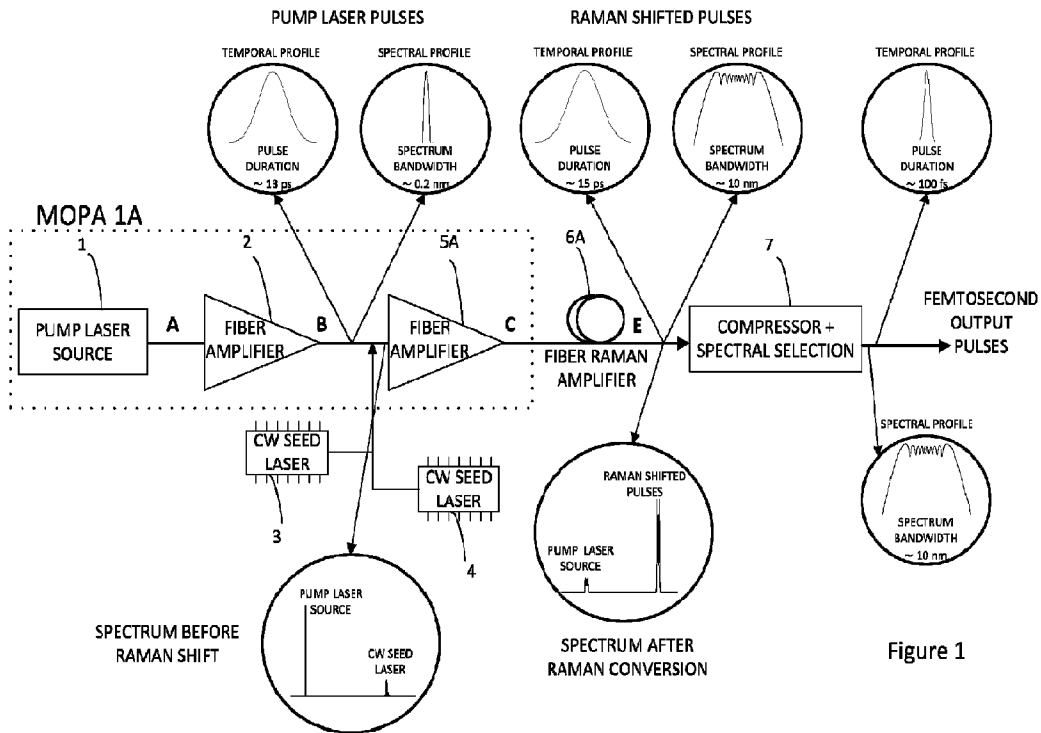 PUMP LASER PULSES
RAMAN SHIFTED PULSES
TEMPORAL PROFILE
SPECTRAL PROFILE
TEMPORAL PROFILE
SPECTRAL PROFILE
TEMPORAL PROFILE
PULSE
DURATION
~ 13 ps
SPECTRUM
BANDWIDTH
~ 0.2 nm
PULSE
DURATION
~ 15 ps
SPECTRUM
BANDWIDTH
~ 10 nm
PULSE
DURATION
~ 100 fs
MOPA 1A
1
2
5A
6A
7
PUMP LASER
SOURCE
A
FIBER
AMPLIFIER
B
FIBER
AMPLIFIER
C
FIBER RAMAN
AMPLIFIER
E
COMPRESSOR +
SPECTRAL SELECTION
FEMTOSECOND
OUTPUT
PULSES
CW SEED
LASER
3
CW SEED
LASER
4
SPECTRAL PROFILE
SPECTRUM
BANDWIDTH
~ 10 nm
RAMAN SHIFTED
PULSES
PUMP LASER
SOURCE
SPECTRUM AFTER
RAMAN CONVERSION
SPECTRUM BEFORE
RAMAN SHIFT
PUMP LASER
SOURCE
CW SEED
LASER
Figure 1